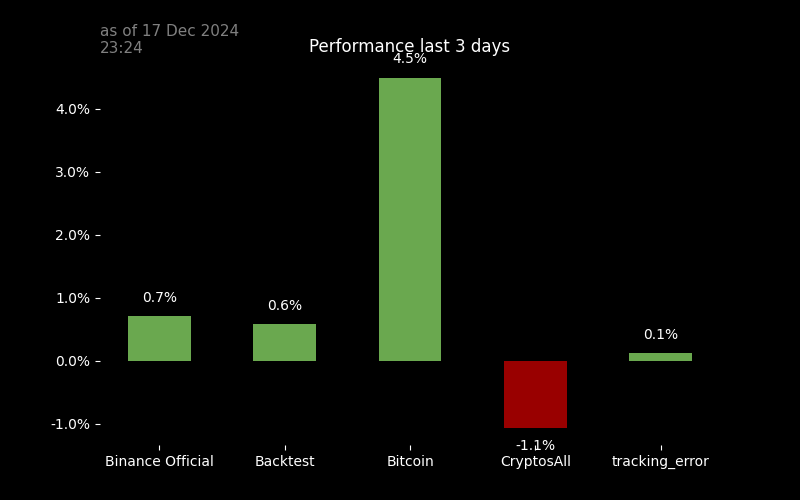 as of 17 Dec 2024
23:24
Performance last 3 days
4.5%
4.0%
3.0%
2.0%
1.0%
0.0%
-1.0%
0.7%
0.6%
0.1%
-1.1%
Binance Official
Backtest
Bitcoin
CryptosAll
tracking_error